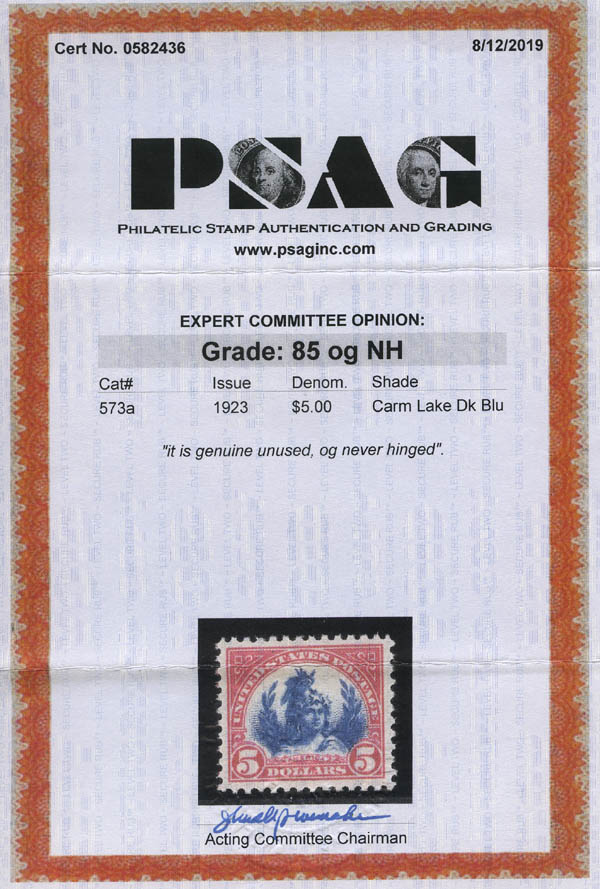 Cert No. 0582436 8/12/2019
PSAG
PHILATELIC STAMP AUTHENTICATION AND GRADING
www.psaginc.com
EXPERT COMMITTEE OPINION:
Grade: 85 og NH
Cat# Issue Denom. Shade
573a 1923 $5.00 Carm Lake Dk Blu
"it is genuine unused, og never hinged".
UNITED STATES POSTAGE
5 5
DOLLARS
Acting Committee Chairman